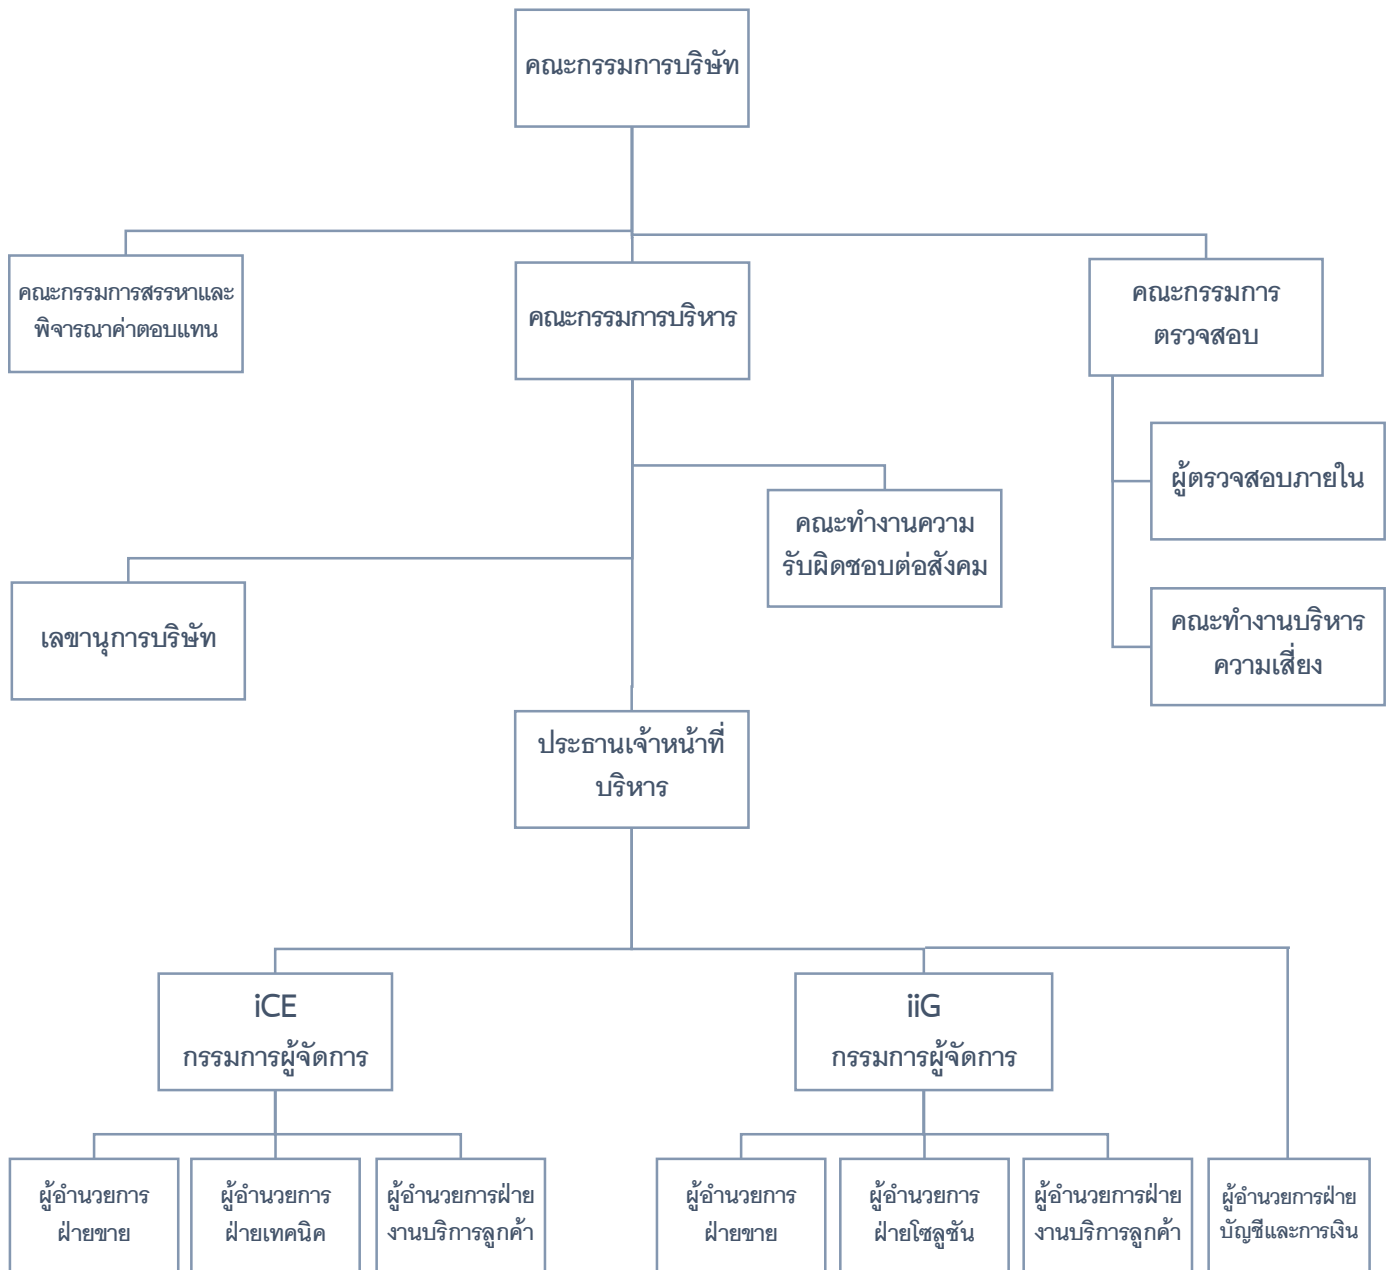 คณะกรรมการบริษัท
คณะกรรมการสรรหาและ
พิจารณาค่าตอบแทน
คณะกรรมการบริหาร
คณะกรรมการ
ตรวจสอบ
ผู้ตรวจสอบภายใน
คณะทำงานความ
รับผิดชอบต่อสังคม
เลขานุการบริษัท
คณะทำงานบริหาร
ความเสี่ยง
ประธานเจ้าหน้าที่
บริหาร
iCE
กรรมการผู้จัดการ
iiG
กรรมการผู้จัดการ
ผู้อำนวยการ
ฝ่ายขาย
ผู้อำนวยการ
ฝ่ายเทคนิค
ผู้อำนวยการฝ่าย
งานบริการลูกค้า
ผู้อำนวยการ
ฝ่ายขาย
ผู้อำนวยการ
ฝ่ายโซลูชัน
ผู้อำนวยการฝ่าย
งานบริการลูกค้า
ผู้อำนวยการฝ่าย
บัญชีและการเงิน